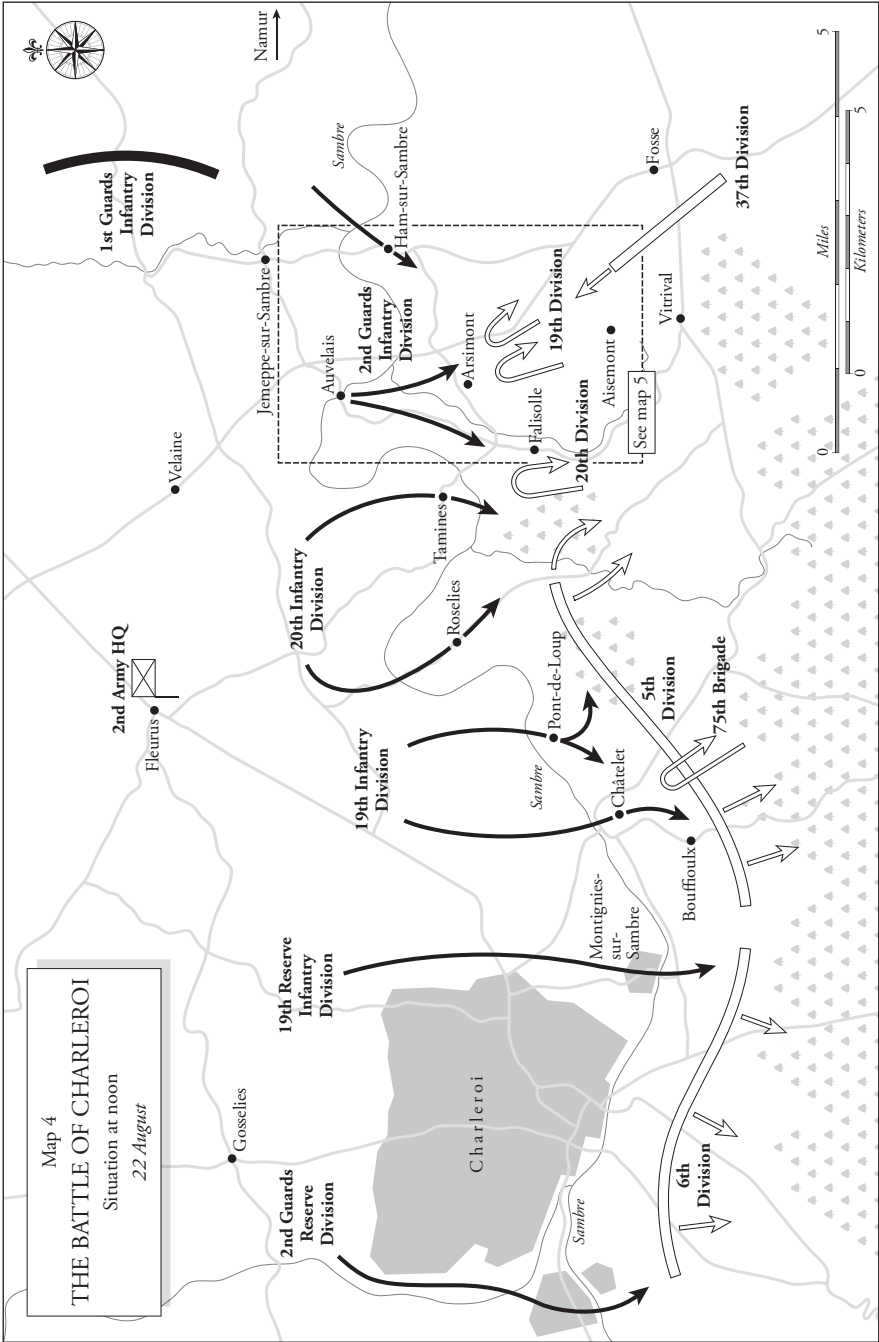 Map 4
THE BATTLE OF CHARLEROI
Situation at noon
22 August
Gosselies
2nd Guards
Reserve
Division
19th Reserve
Infantry
Division
Charleroi
Montignies-
sur-
Sambre
Sambre
6th
Division
2nd Army HQ
Fleurus
19th Infantry
Division
Sambre
Pont-de-Loup
Châtelet
Bouffioulx
5th
Division
75th Brigade
20th Infantry
Division
Roselies
Tamines
Velaine
Jemeppe-sur-Sambre
Auvelais
2nd Guards
Infantry
Division
Arsimont
Falisolle
20th Division
19th Division
Aisemont
See map 5
Vitrival
1st Guards
Infantry
Division
Namur
Sambre
Ham-sur-Sambre
Fosse
37th Division
0
Miles
5
0
Kilometers
5